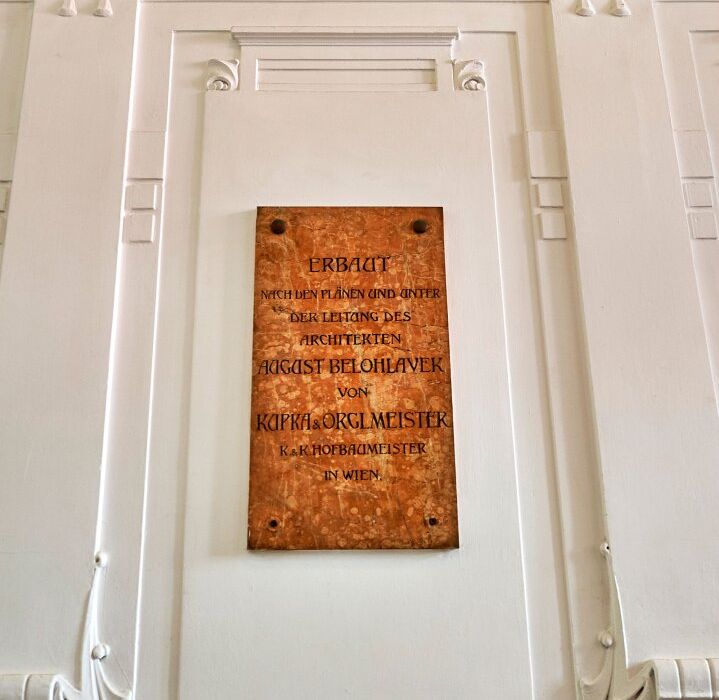 ERBAUT
NACH DEN PLÄNEN UND UNTER
DER LEITUNG DES
ARCHITEKTEN
AUGUST BELOHLAVEK
VON
KUPKA & ORGLMEISTER
K. & K. HOFBAUMEISTER
IN WIEN.